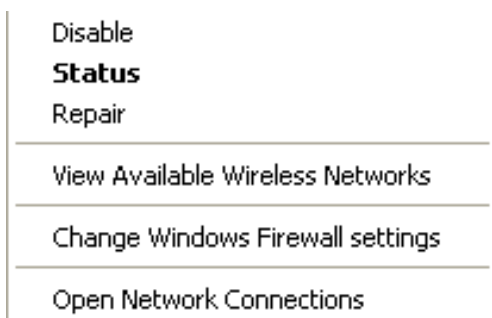 Disable
Status
Repair
View Available Wireless Networks
Change Windows Firewall settings
Open Network Connections